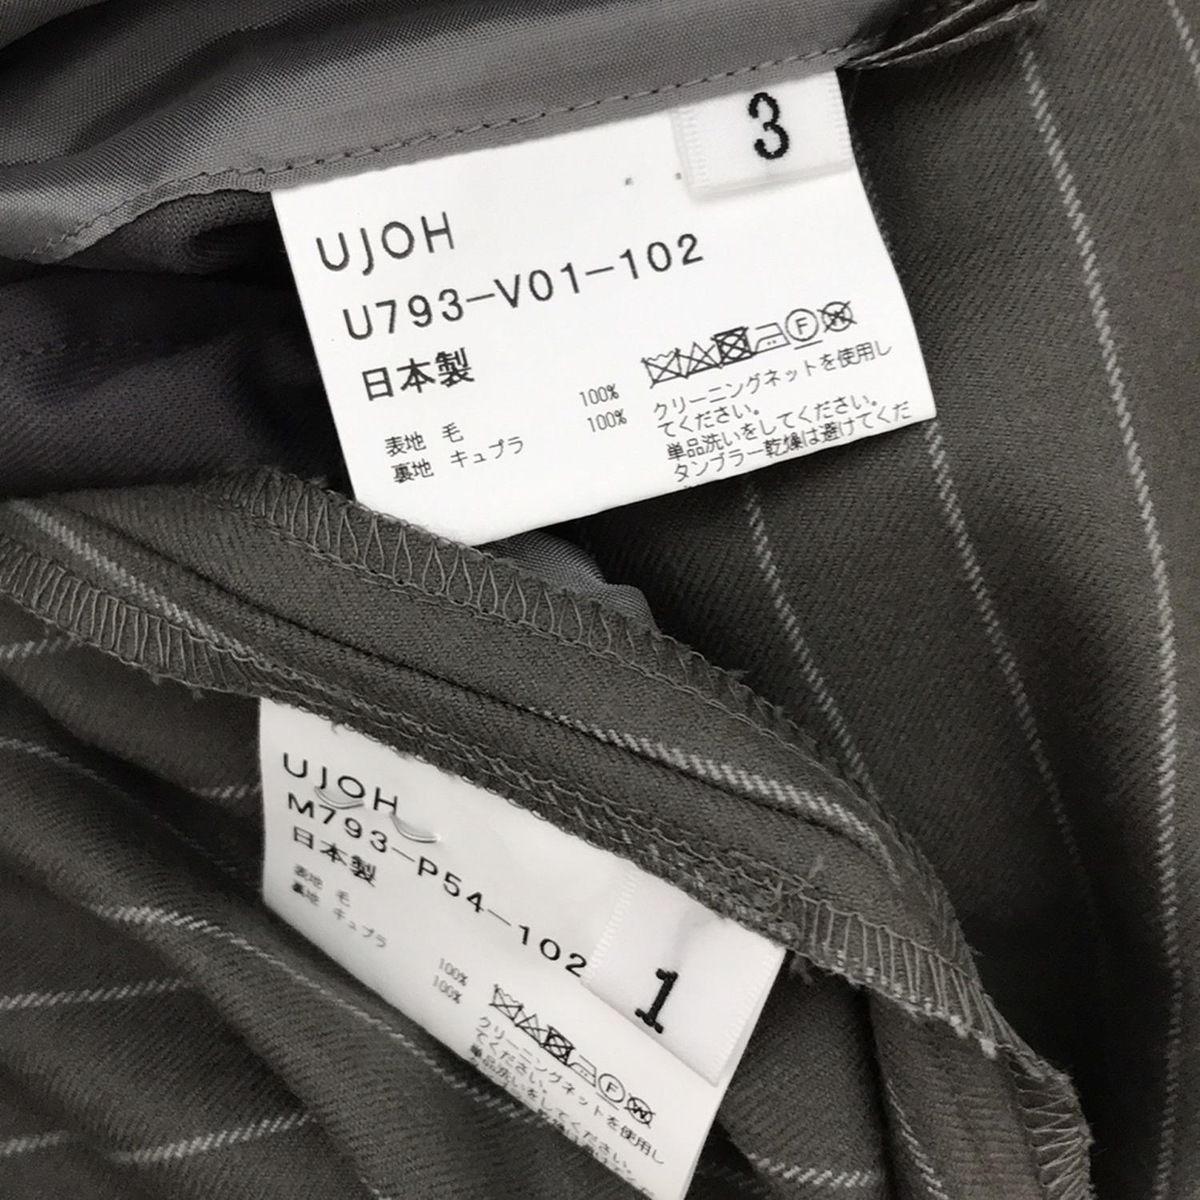 3
UJOH
U793-V01-102
日本製
表地 毛 100%
裏地 キュプラ 100%
クリーニングネットを使用し
てください。
単品洗いをしてください。
タンブラー乾燥は避けてくだ
UJOH
M793-P54-102
日本製
表地 毛 100%
裏地 キュプラ 100%
1
クリーニングネットを使用し
てください。
単品洗いをしてください。